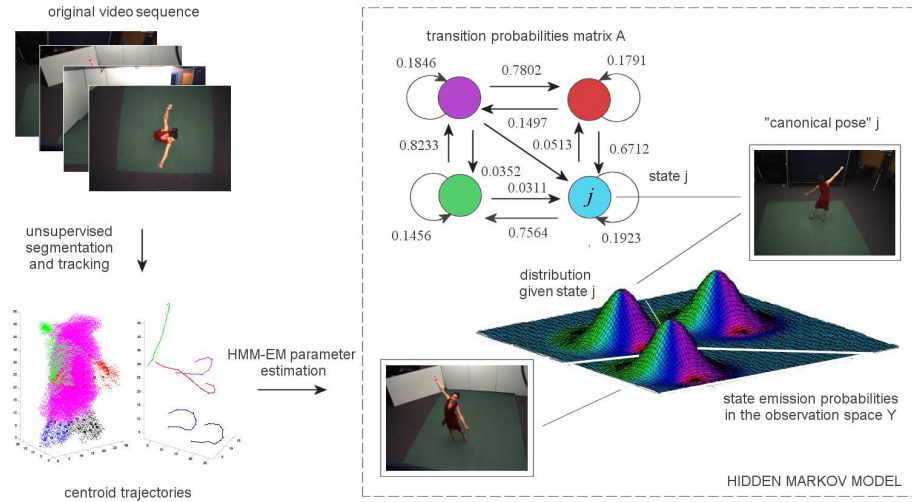 original video sequence
unsupervised
segmentation
and tracking
HMM-EM parameter
estimation
centroid trajectories
transition probabilities matrix A
0.1846
0.7802
0.1791
0.1497
0.8233
0.0513
0.6712
0.0352
0.0311
j
state j
0.1456
0.7564
0.1923
"canonical pose" j
distribution
given state j
state emission probabilities
in the observation space Y
HIDDEN MARKOV MODEL